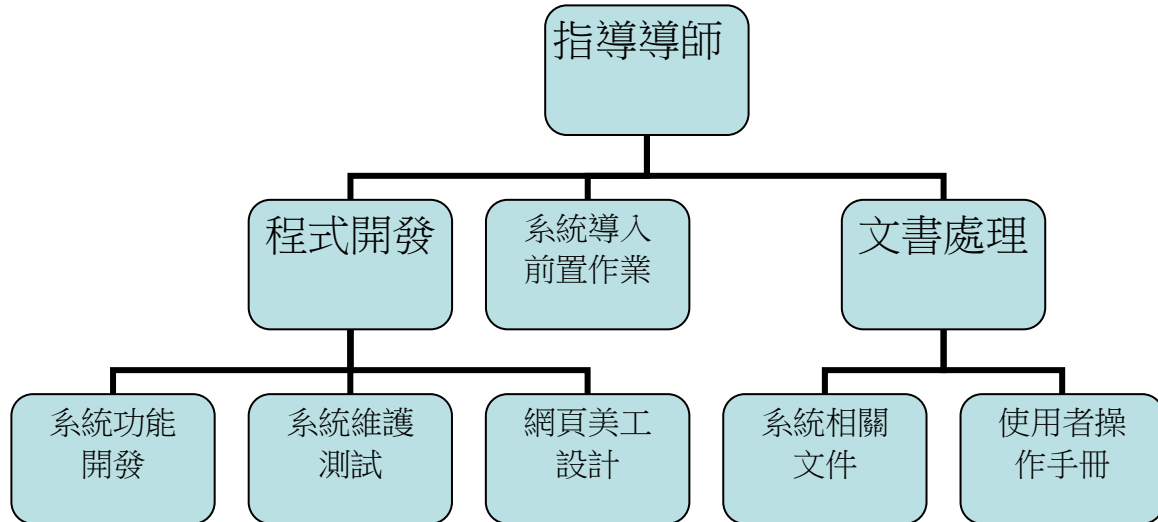 指導導師
程式開發
系統導入
前置作業
文書處理
系統功能
開發
系統維護
測試
網頁美工
設計
系統相關
文件
使用者操
作手冊